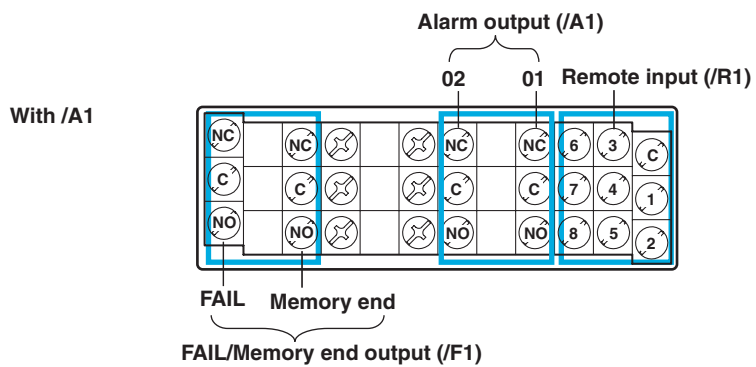 Alarm output (/A1)
02 01 Remote input (/R1)
With /A1
NC NC NC NC 6 3 C
C C C C 7 4 1
NO NO NO NO 8 5 2
FAIL Memory end
FAIL/Memory end output (/F1)